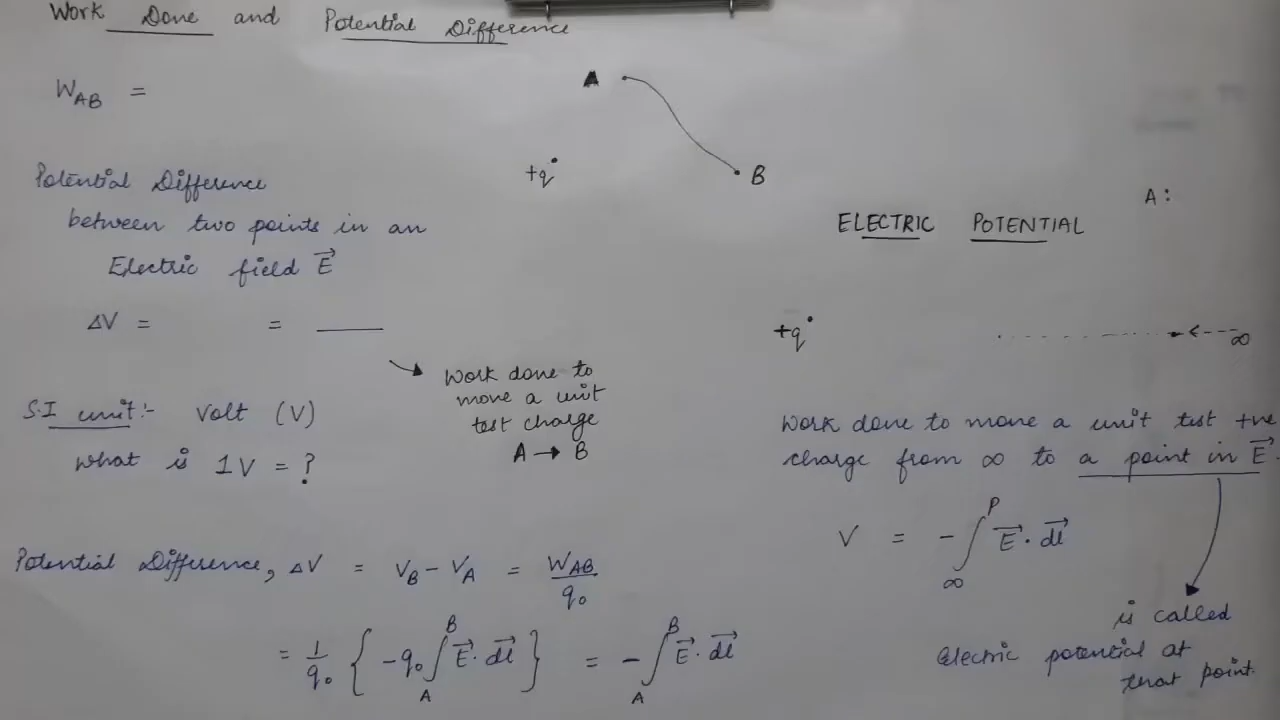 Work Done and Potential Difference
W_AB =
A
B
+q
Potential Difference
between two points in an
Electric field E⃗
ΔV =            = ____
Work done to
move a unit
test charge
A → B
S.I unit:- Volt (V)
What is 1V = ?
Potential Difference, ΔV = V_B - V_A = W_AB / q₀
= 1/q₀ { -q₀ ∫_A^B E⃗ . dl⃗ } = - ∫_A^B E⃗ . dl⃗
A :
ELECTRIC POTENTIAL
+q
∞
Work done to move a unit test +ve
charge from ∞ to a point in E⃗.
V = - ∫_∞^P E⃗ . dl⃗
is called
Electric potential at
that point.